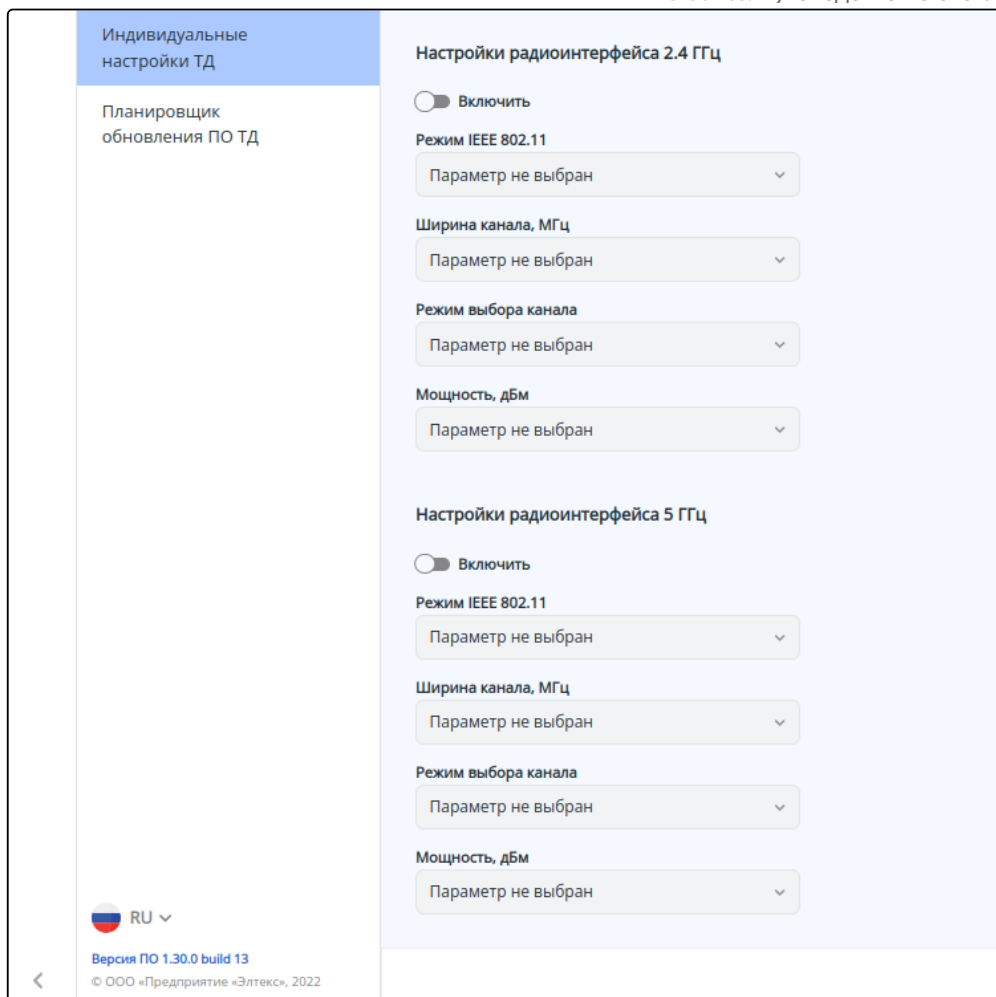 Индивидуальные
настройки ТД
Планировщик
обновления ПО ТД
RU
Версия ПО 1.30.0 build 13
© ООО «Предприятие «Элтекс», 2022
Настройки радиоинтерфейса 2.4 ГГц
Включить
Режим IEEE 802.11
Параметр не выбран
Ширина канала, МГц
Параметр не выбран
Режим выбора канала
Параметр не выбран
Мощность, дБм
Параметр не выбран
Настройки радиоинтерфейса 5 ГГц
Включить
Режим IEEE 802.11
Параметр не выбран
Ширина канала, МГц
Параметр не выбран
Режим выбора канала
Параметр не выбран
Мощность, дБм
Параметр не выбран